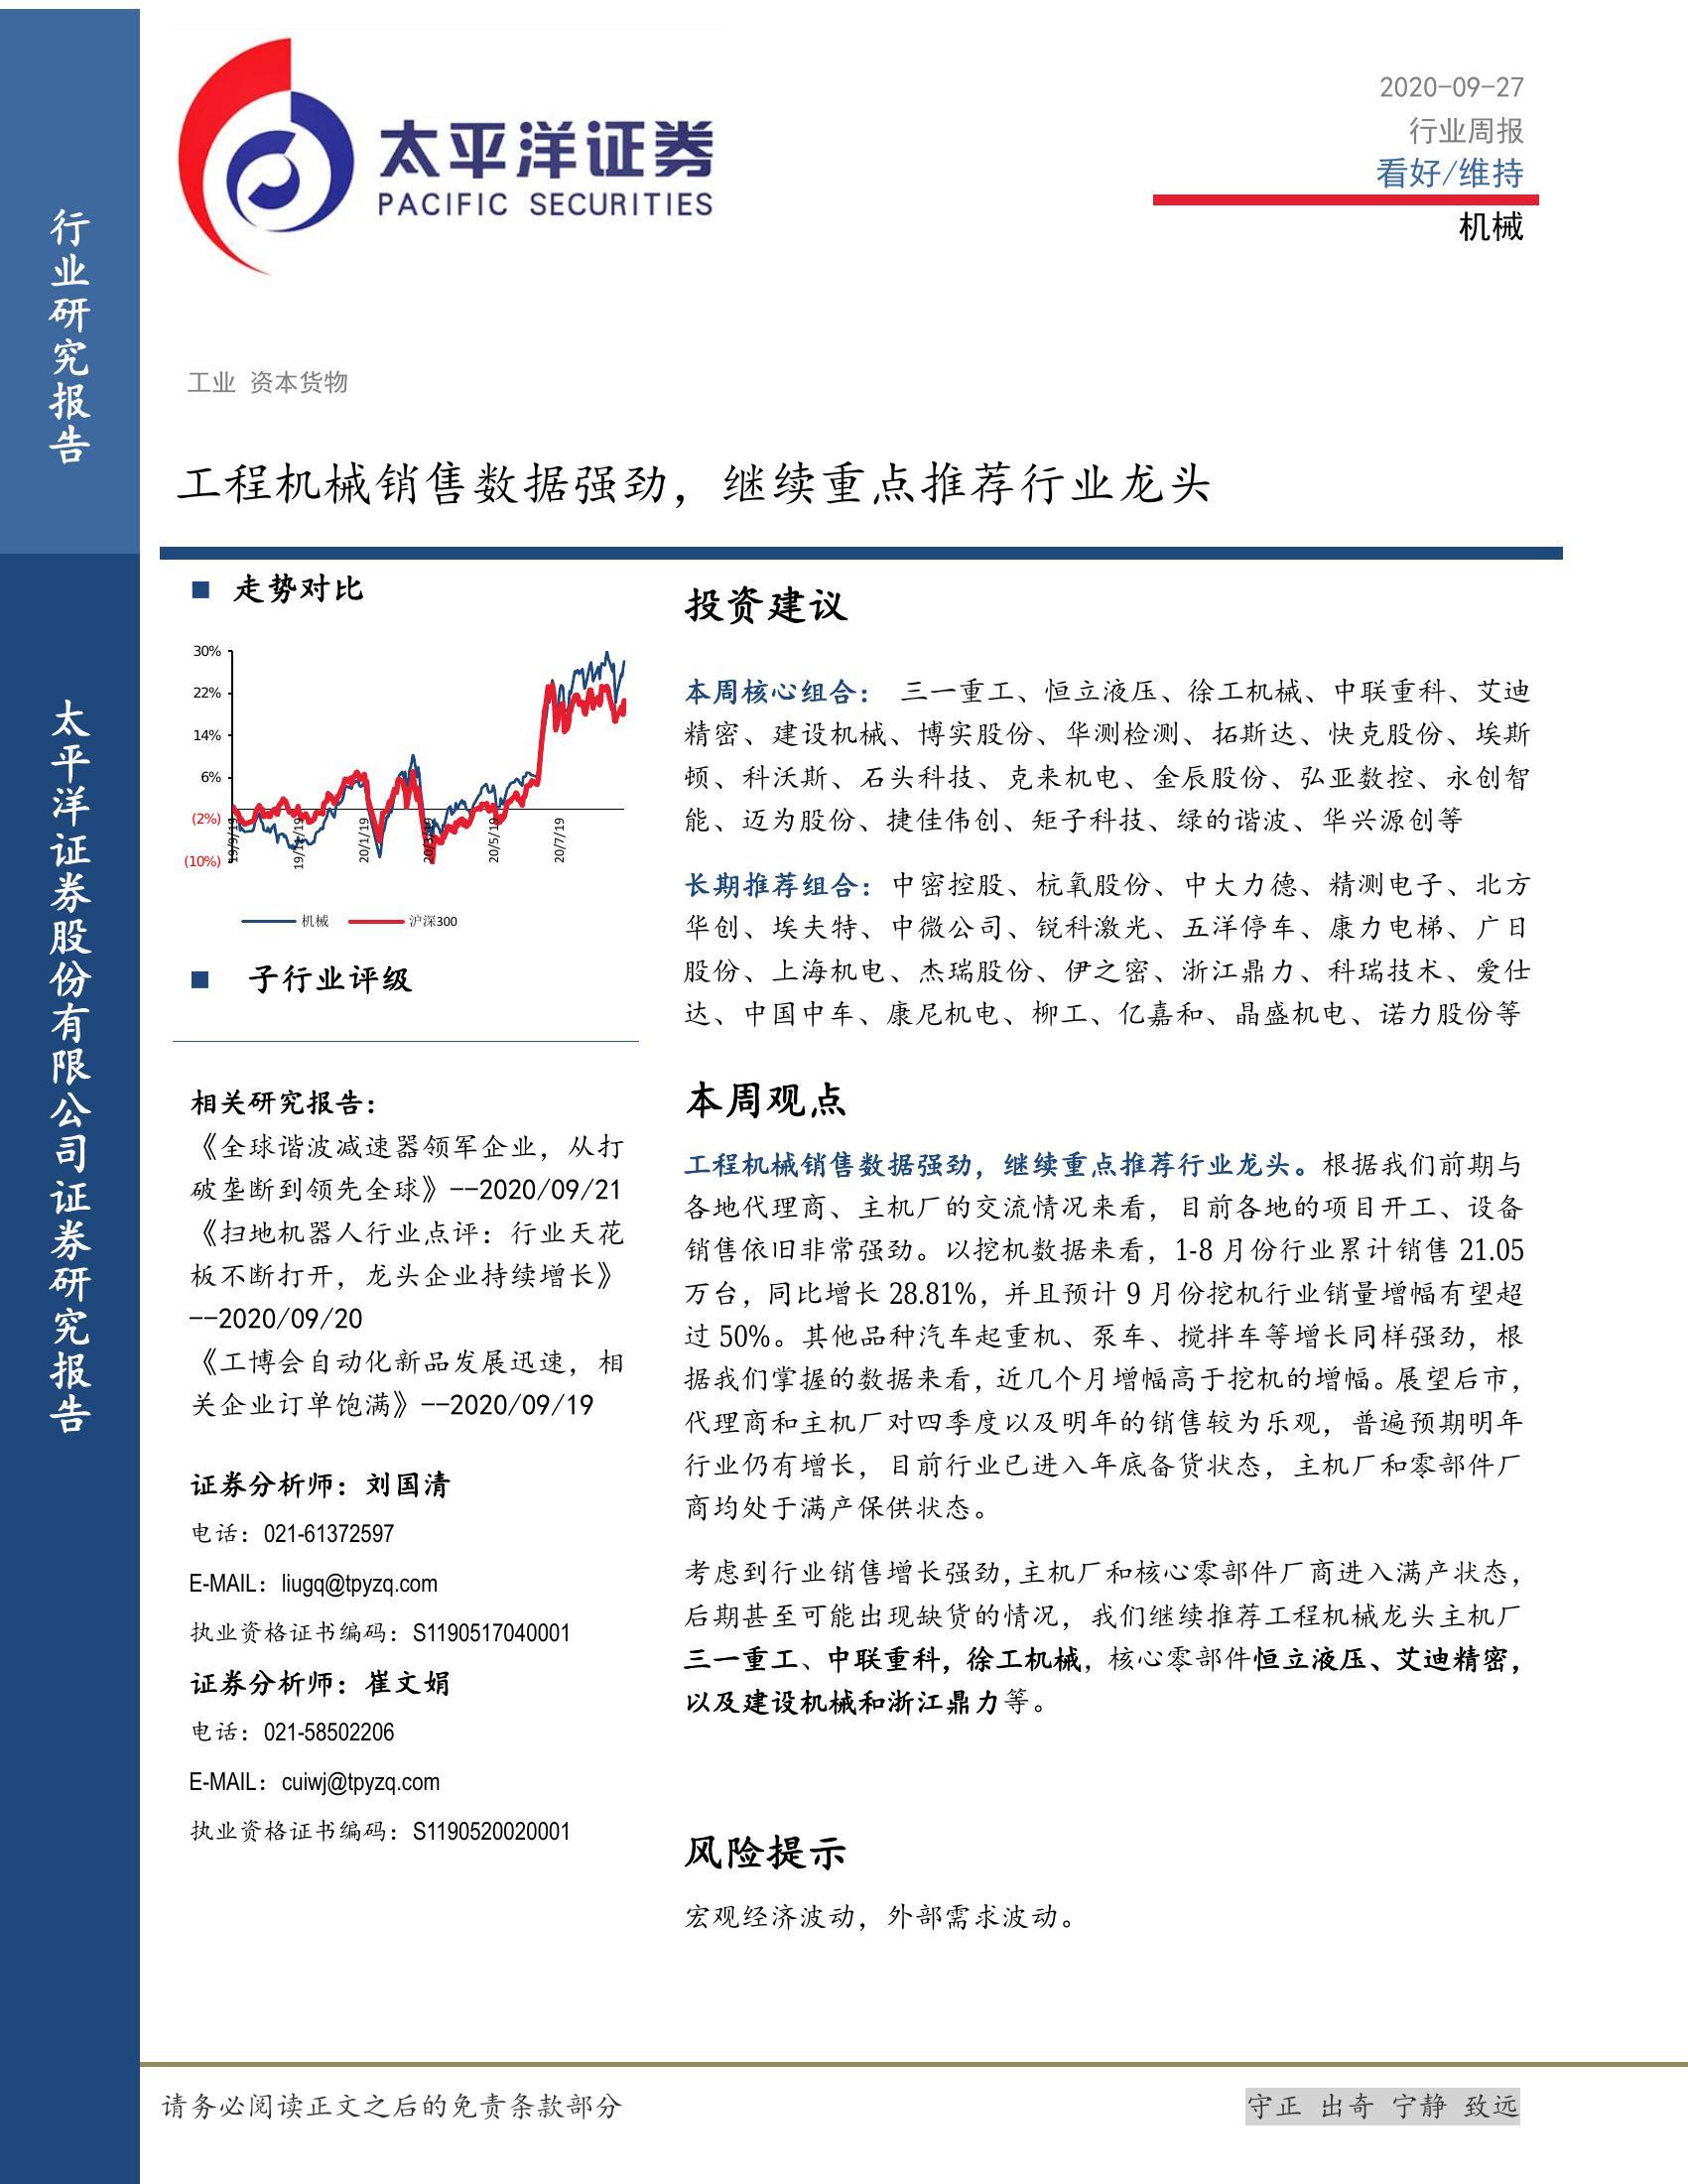 行业研究报告
太平洋证券股份有限公司证券研究报告
太平洋证券
PACIFIC SECURITIES
2020-09-27
行业周报
看好/维持
机械
工业 资本货物
工程机械销售数据强劲，继续重点推荐行业龙头
■ 走势对比
30%
22%
14%
6%
(2%)
(10%)
19/9/19
19/11/19
20/1/19
20/3/19
20/5/19
20/7/19
机械
沪深300
■ 子行业评级
相关研究报告：
《全球谐波减速器领军企业，从打
破垄断到领先全球》--2020/09/21
《扫地机器人行业点评：行业天花
板不断打开，龙头企业持续增长》
--2020/09/20
《工博会自动化新品发展迅速，相
关企业订单饱满》--2020/09/19
证券分析师：刘国清
电话：021-61372597
E-MAIL：liugq@tpyzq.com
执业资格证书编码：S1190517040001
证券分析师：崔文娟
电话：021-58502206
E-MAIL：cuiwj@tpyzq.com
执业资格证书编码：S1190520020001
投资建议
本周核心组合： 三一重工、恒立液压、徐工机械、中联重科、艾迪
精密、建设机械、博实股份、华测检测、拓斯达、快克股份、埃斯
顿、科沃斯、石头科技、克来机电、金辰股份、弘亚数控、永创智
能、迈为股份、捷佳伟创、矩子科技、绿的谐波、华兴源创等
长期推荐组合：中密控股、杭氧股份、中大力德、精测电子、北方
华创、埃夫特、中微公司、锐科激光、五洋停车、康力电梯、广日
股份、上海机电、杰瑞股份、伊之密、浙江鼎力、科瑞技术、爱仕
达、中国中车、康尼机电、柳工、亿嘉和、晶盛机电、诺力股份等
本周观点
工程机械销售数据强劲，继续重点推荐行业龙头。根据我们前期与
各地代理商、主机厂的交流情况来看，目前各地的项目开工、设备
销售依旧非常强劲。以挖机数据来看，1-8 月份行业累计销售 21.05
万台，同比增长 28.81%，并且预计 9 月份挖机行业销量增幅有望超
过 50%。其他品种汽车起重机、泵车、搅拌车等增长同样强劲，根
据我们掌握的数据来看，近几个月增幅高于挖机的增幅。展望后市，
代理商和主机厂对四季度以及明年的销售较为乐观，普遍预期明年
行业仍有增长，目前行业已进入年底备货状态，主机厂和零部件厂
商均处于满产保供状态。
考虑到行业销售增长强劲，主机厂和核心零部件厂商进入满产状态，
后期甚至可能出现缺货的情况，我们继续推荐工程机械龙头主机厂
三一重工、中联重科，徐工机械，核心零部件恒立液压、艾迪精密，
以及建设机械和浙江鼎力等。
风险提示
宏观经济波动，外部需求波动。
请务必阅读正文之后的免责条款部分
守正 出奇 宁静 致远